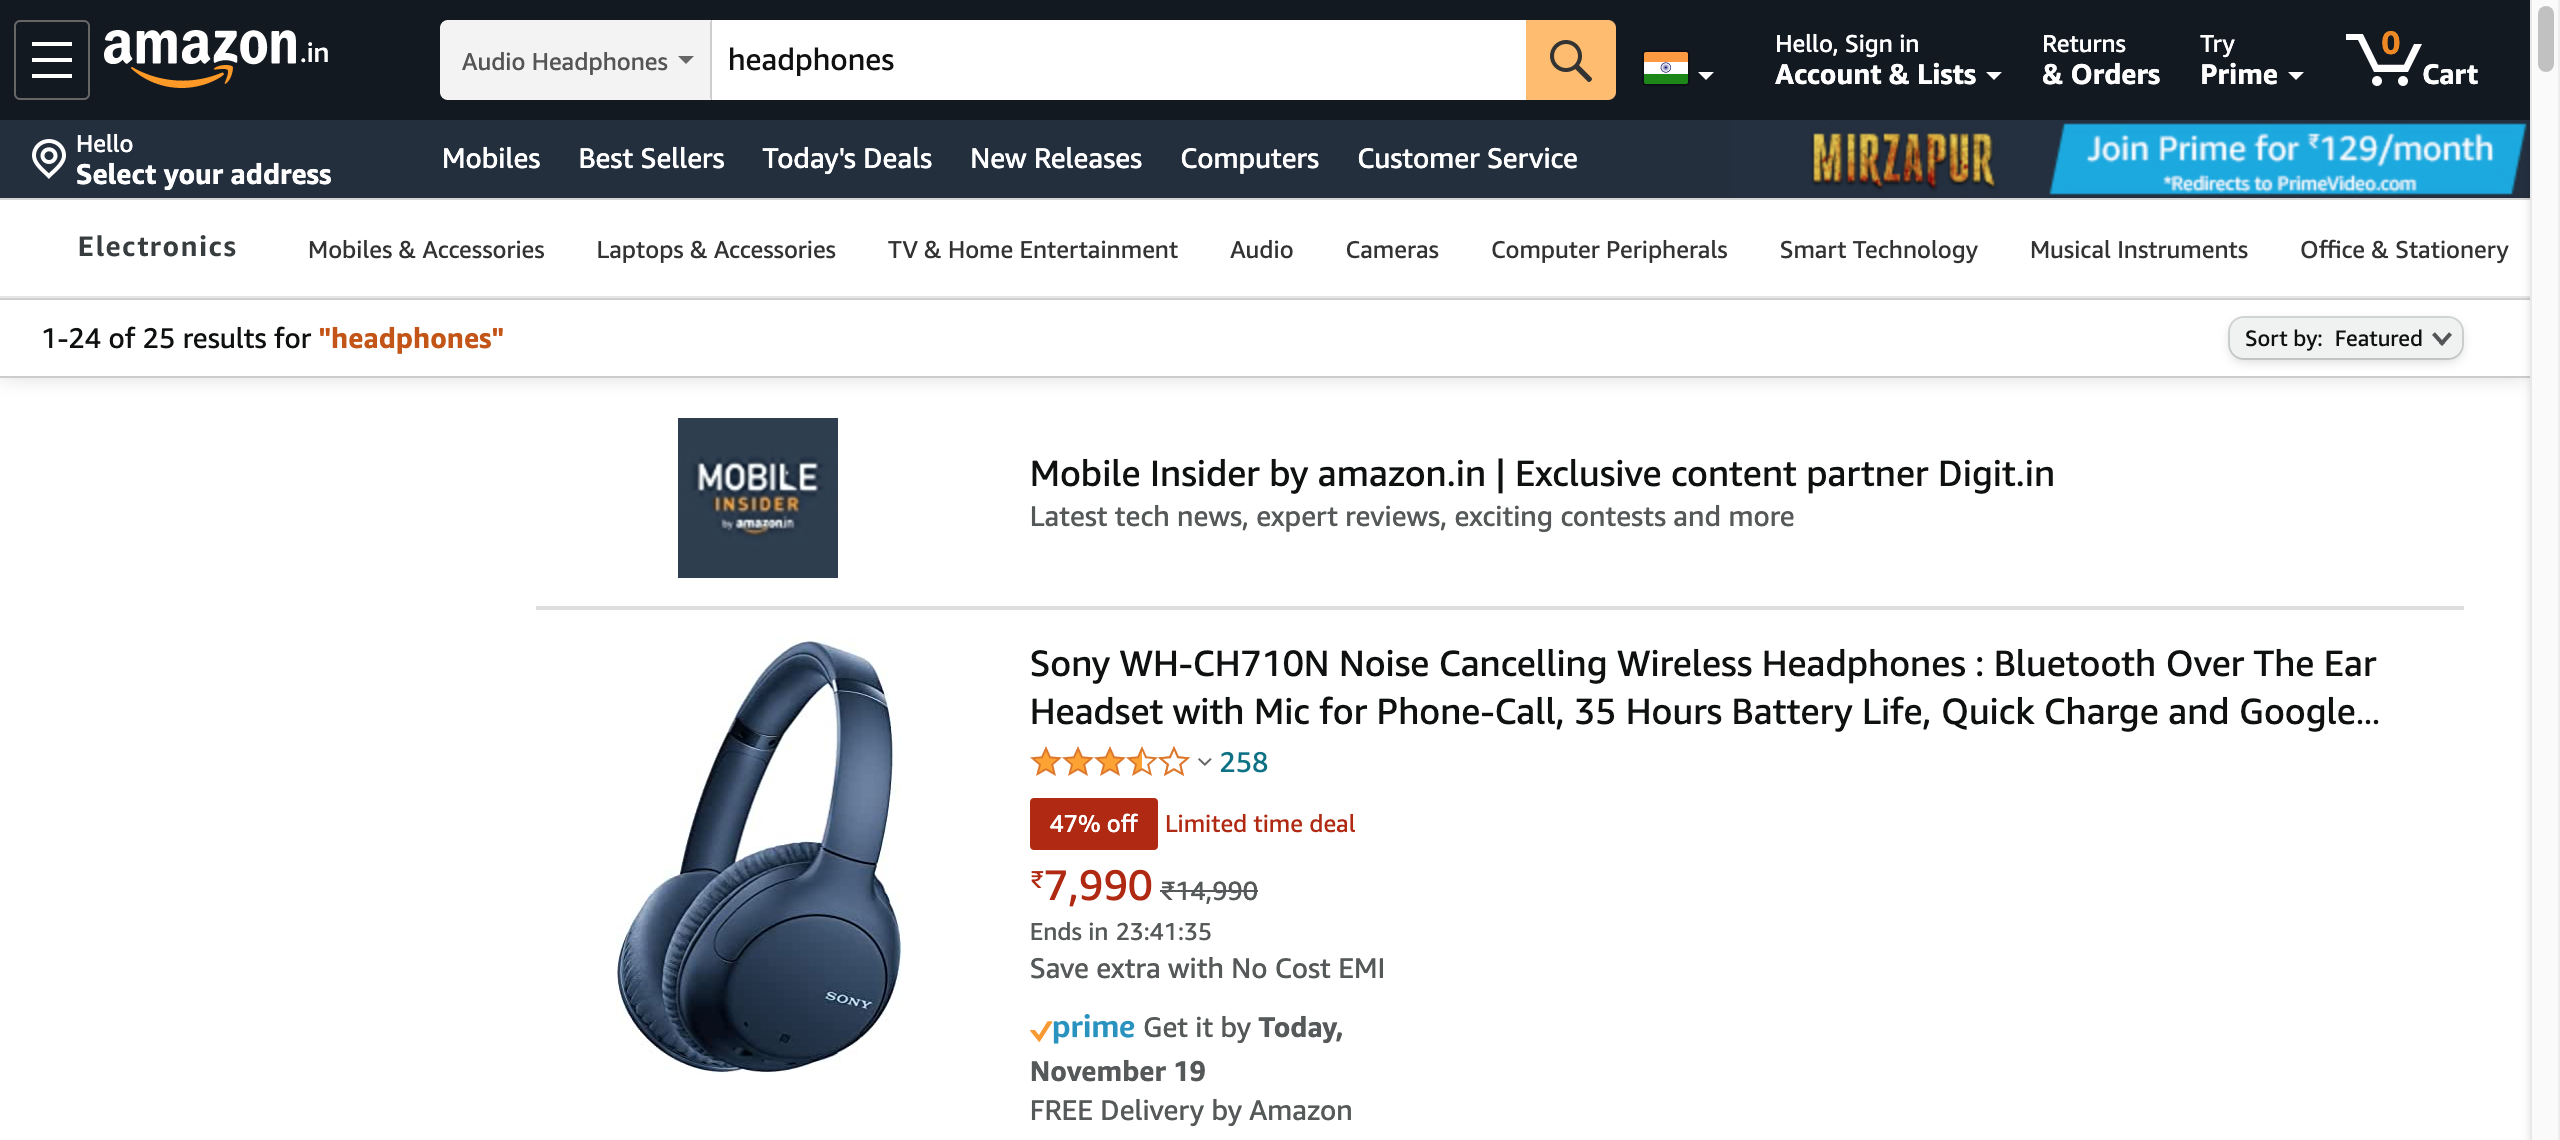 amazon.in
Audio Headphones
headphones
Hello, Sign in
Account & Lists
Returns
& Orders
Try
Prime
0
Cart
Hello
Select your address
Mobiles
Best Sellers
Today's Deals
New Releases
Computers
Customer Service
MIRZAPUR
Join Prime for ₹129/month
*Redirects to PrimeVideo.com
Electronics
Mobiles & Accessories
Laptops & Accessories
TV & Home Entertainment
Audio
Cameras
Computer Peripherals
Smart Technology
Musical Instruments
Office & Stationery
1-24 of 25 results for "headphones"
Sort by: Featured
MOBILE
INSIDER
by amazon.in
Mobile Insider by amazon.in | Exclusive content partner Digit.in
Latest tech news, expert reviews, exciting contests and more
SONY
Sony WH-CH710N Noise Cancelling Wireless Headphones : Bluetooth Over The Ear
Headset with Mic for Phone-Call, 35 Hours Battery Life, Quick Charge and Google...
258
47% off Limited time deal
₹7,990 ₹14,990
Ends in 23:41:35
Save extra with No Cost EMI
prime Get it by Today,
November 19
FREE Delivery by Amazon